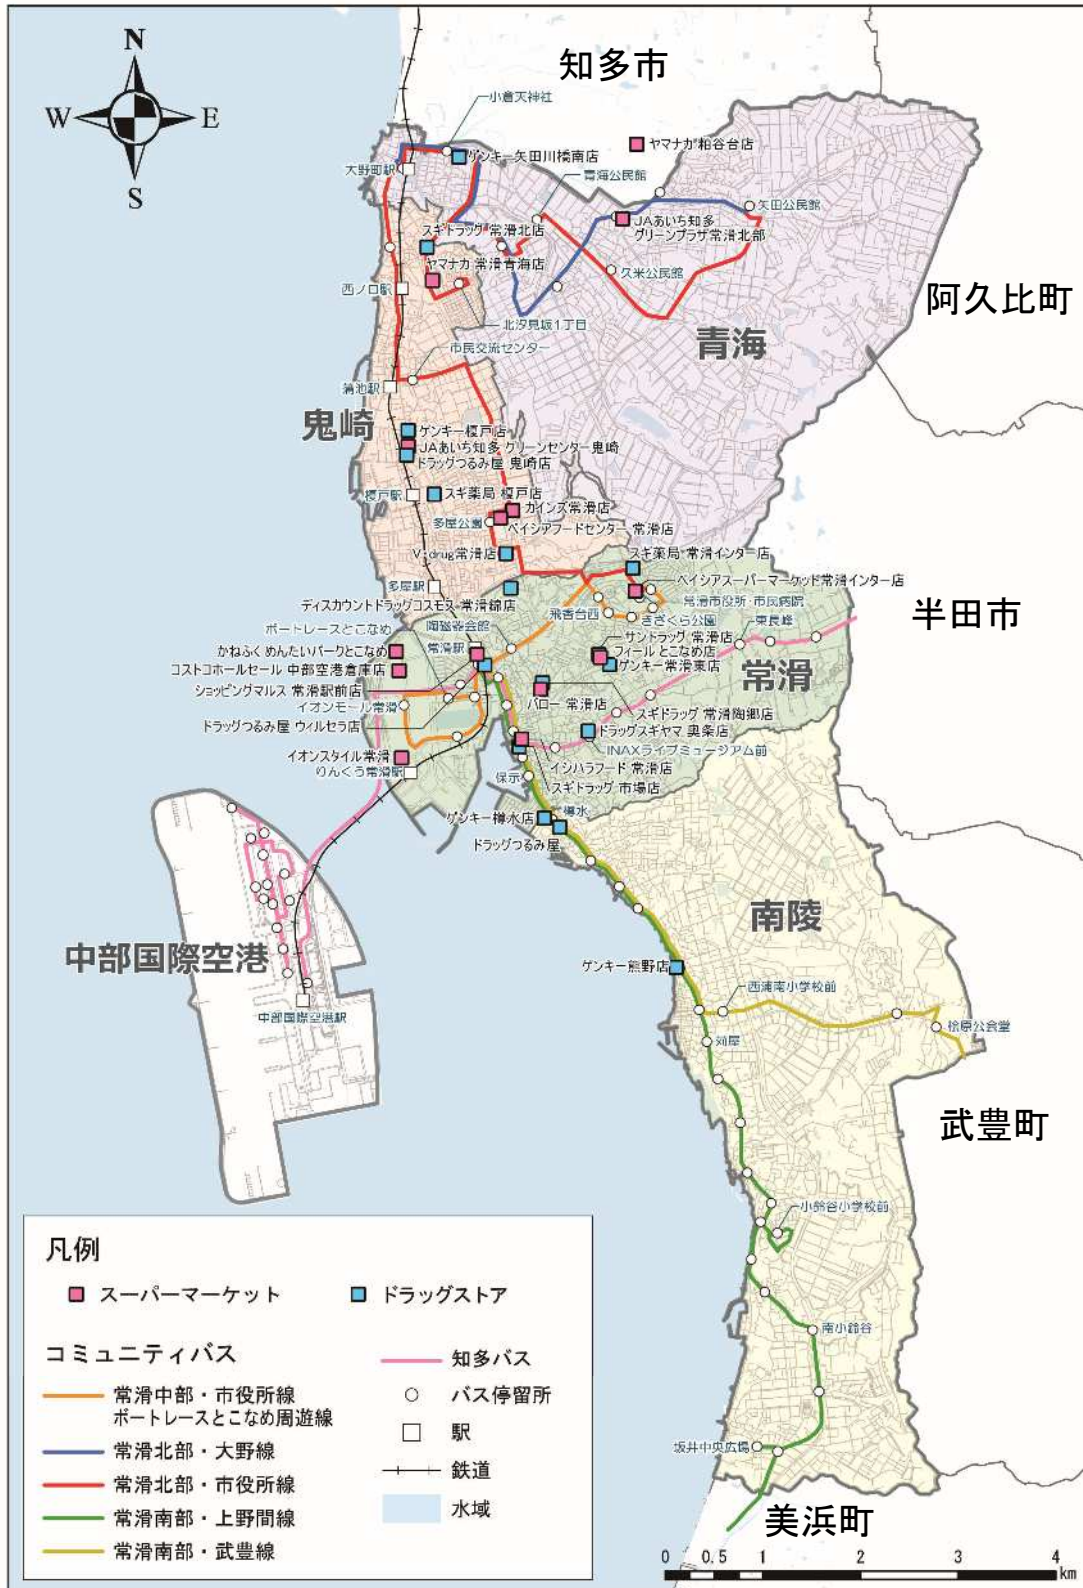 N
W
E
S
知多市
小倉天神社
ヤマナカ 粕谷台店
ゲンキー矢田川橋南店
大野町駅
青海公民館
矢田公民館
JAあいち知多
グリーンプラザ常滑北部
スギドラッグ 常滑北店
ヤマナカ 常滑青海店
久米公民館
西ノ口駅
阿久比町
北汐見坂1丁目
青海
市民交流センター
蒲池駅
鬼崎
ゲンキー榎戸店
JAあいち知多 グリーンセンター鬼崎
ドラッグつるみ屋 鬼崎店
榎戸駅
スギ薬局 榎戸店
カインズ常滑店
多屋公園
ベイシアフードセンター 常滑店
V・drug常滑店
スギ薬局 常滑インター店
多屋駅
ベイシアスーパーマーケット常滑インター店
ディスカウントドラッグコスモス 常滑錦店
常滑市役所・市民病院
半田市
飛香台西
きざくら公園
ボートレースとこなめ
陶磁器会館
東長峰
サンドラッグ 常滑店
常滑駅
かねふく めんたいパークとこなめ
フィール とこなめ店
コストコホールセール 中部空港倉庫店
ゲンキー常滑東店
常滑
ショッピングマルス 常滑駅前店
イオンモール常滑
バロー 常滑店
スギドラッグ 常滑陶郷店
ドラッグつるみ屋 ウィルセラ店
ドラッグスギヤマ 奥条店
INAXライブミュージアム前
イオンスタイル常滑
りんくう常滑駅
イシハラフード 常滑店
保示
スギドラッグ 市場店
ゲンキー樽水店
樽水
ドラッグつるみ屋
南陵
中部国際空港
ゲンキー熊野店
西浦南小学校前
中部国際空港駅
桧原公会堂
苅屋
武豊町
小鈴谷小学校前
南小鈴谷
坂井中央広場
美浜町
凡例
スーパーマーケット
ドラッグストア
コミュニティバス
知多バス
常滑中部・市役所線
ボートレースとこなめ周遊線
バス停留所
駅
常滑北部・大野線
常滑北部・市役所線
鉄道
常滑南部・上野間線
水域
常滑南部・武豊線
0 0.5 1 2 3 4
km